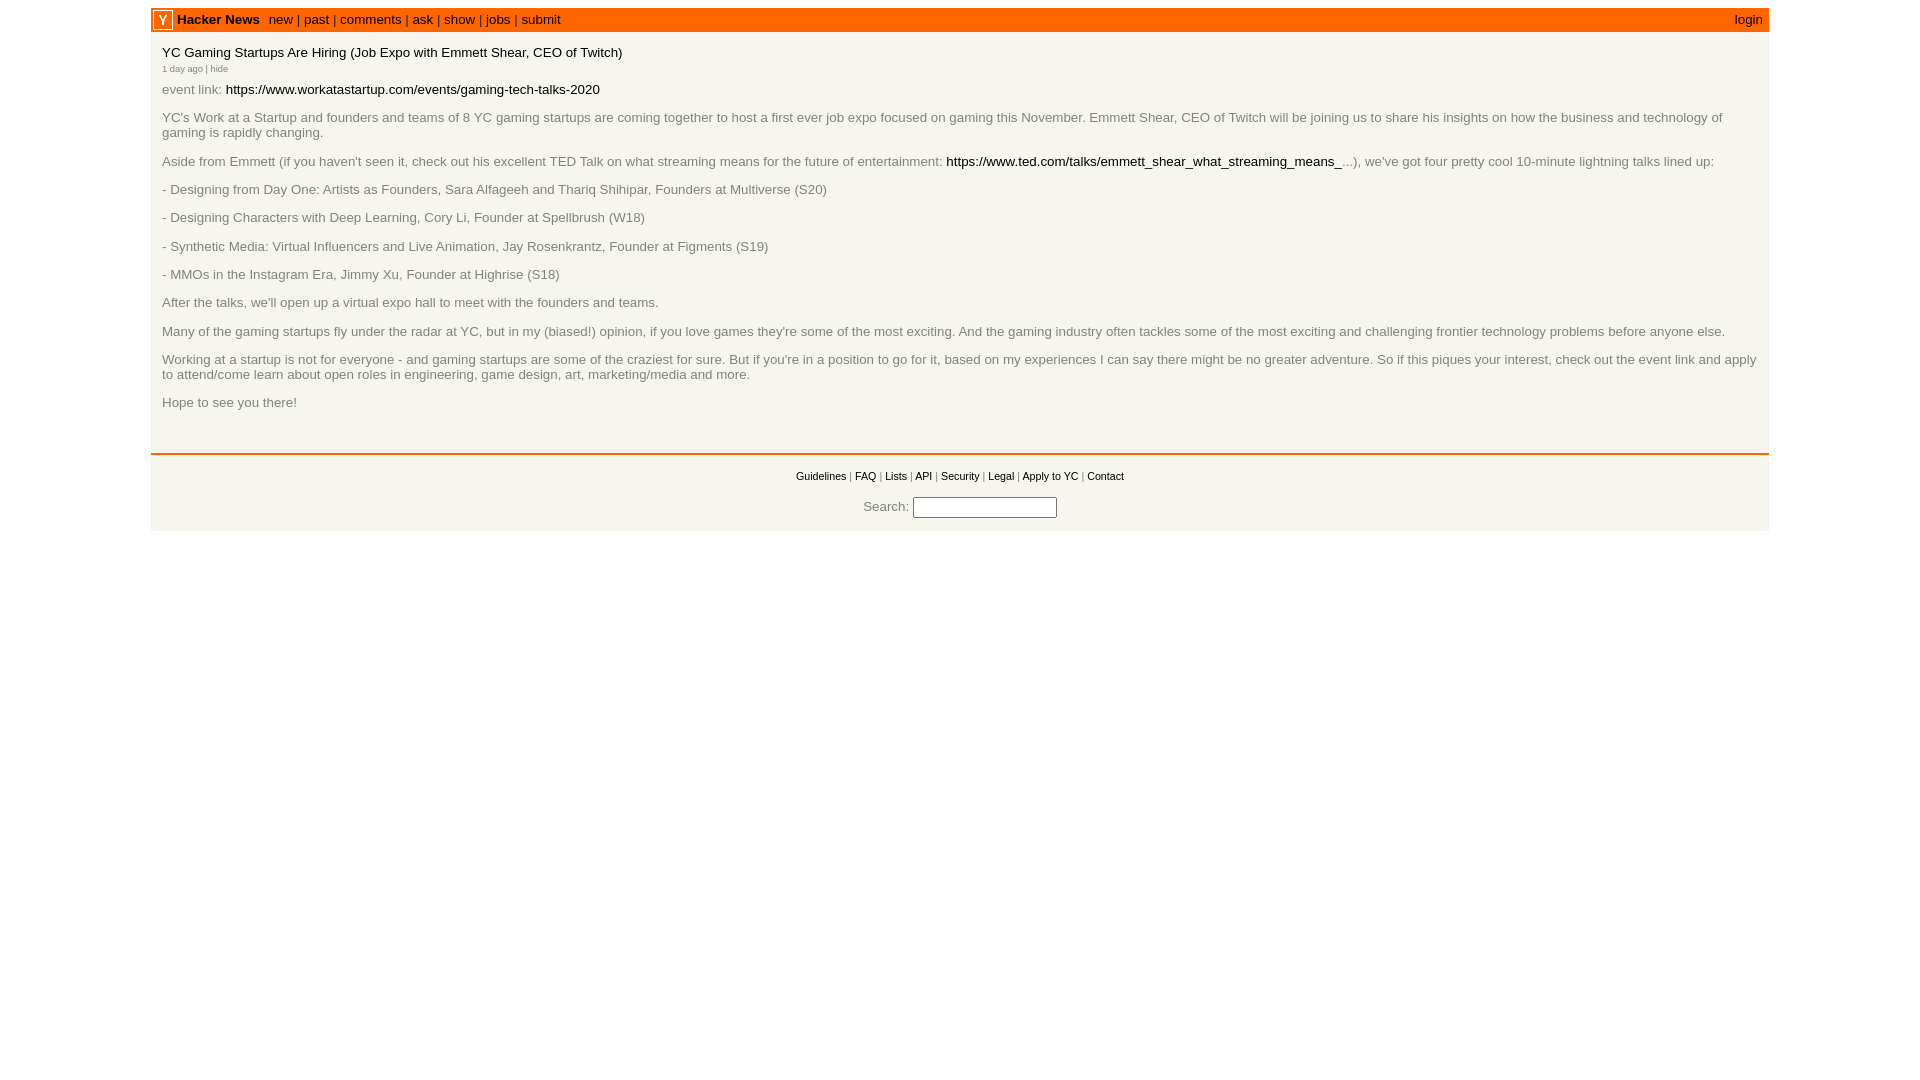 Y Hacker News new | past | comments | ask | show | jobs | submit login
YC Gaming Startups Are Hiring (Job Expo with Emmett Shear, CEO of Twitch)
1 day ago | hide
event link: https://www.workatastartup.com/events/gaming-tech-talks-2020
YC's Work at a Startup and founders and teams of 8 YC gaming startups are coming together to host a first ever job expo focused on gaming this November. Emmett Shear, CEO of Twitch will be joining us to share his insights on how the business and technology of
gaming is rapidly changing.
Aside from Emmett (if you haven't seen it, check out his excellent TED Talk on what streaming means for the future of entertainment: https://www.ted.com/talks/emmett_shear_what_streaming_means_...), we've got four pretty cool 10-minute lightning talks lined up:
- Designing from Day One: Artists as Founders, Sara Alfageeh and Thariq Shihipar, Founders at Multiverse (S20)
- Designing Characters with Deep Learning, Cory Li, Founder at Spellbrush (W18)
- Synthetic Media: Virtual Influencers and Live Animation, Jay Rosenkrantz, Founder at Figments (S19)
- MMOs in the Instagram Era, Jimmy Xu, Founder at Highrise (S18)
After the talks, we'll open up a virtual expo hall to meet with the founders and teams.
Many of the gaming startups fly under the radar at YC, but in my (biased!) opinion, if you love games they're some of the most exciting. And the gaming industry often tackles some of the most exciting and challenging frontier technology problems before anyone else.
Working at a startup is not for everyone - and gaming startups are some of the craziest for sure. But if you're in a position to go for it, based on my experiences I can say there might be no greater adventure. So if this piques your interest, check out the event link and apply
to attend/come learn about open roles in engineering, game design, art, marketing/media and more.
Hope to see you there!
Guidelines | FAQ | Lists | API | Security | Legal | Apply to YC | Contact
Search: